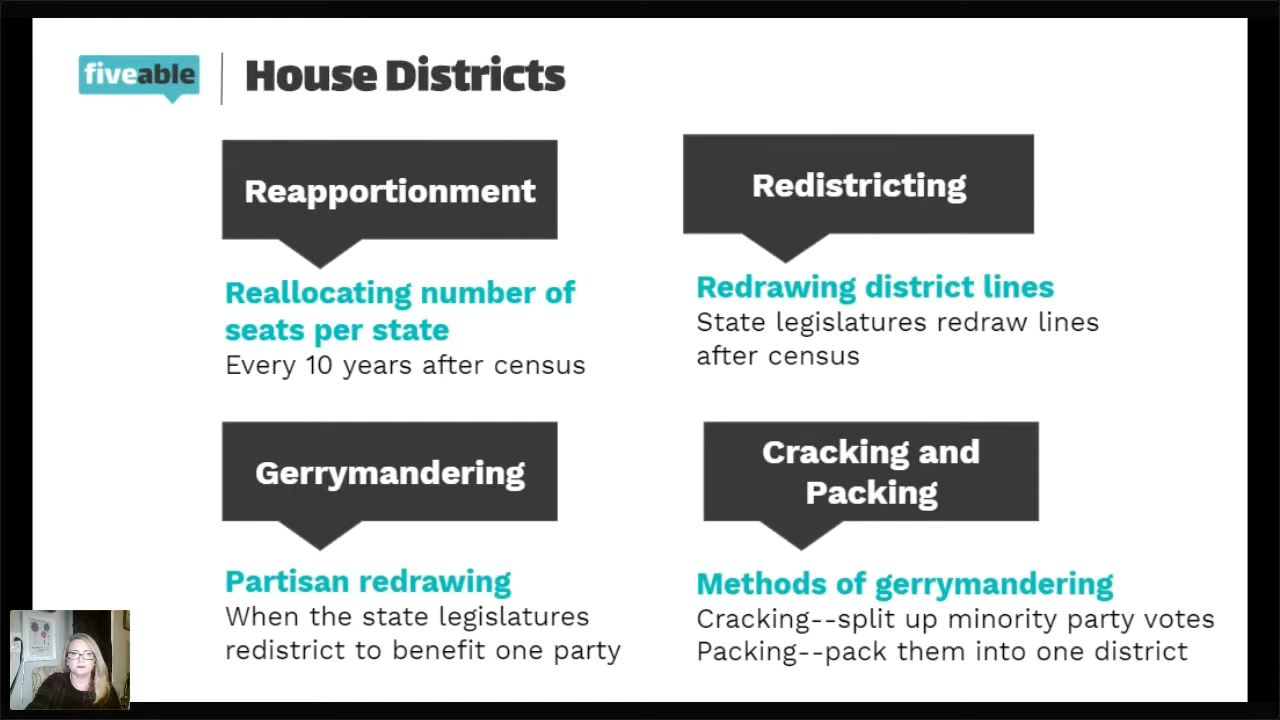 fiveable
House Districts
Reapportionment
Reallocating number of
seats per state
Every 10 years after census
Redistricting
Redrawing district lines
State legislatures redraw lines
after census
Gerrymandering
Partisan redrawing
When the state legislatures
redistrict to benefit one party
Cracking and
Packing
Methods of gerrymandering
Cracking--split up minority party votes
Packing--pack them into one district